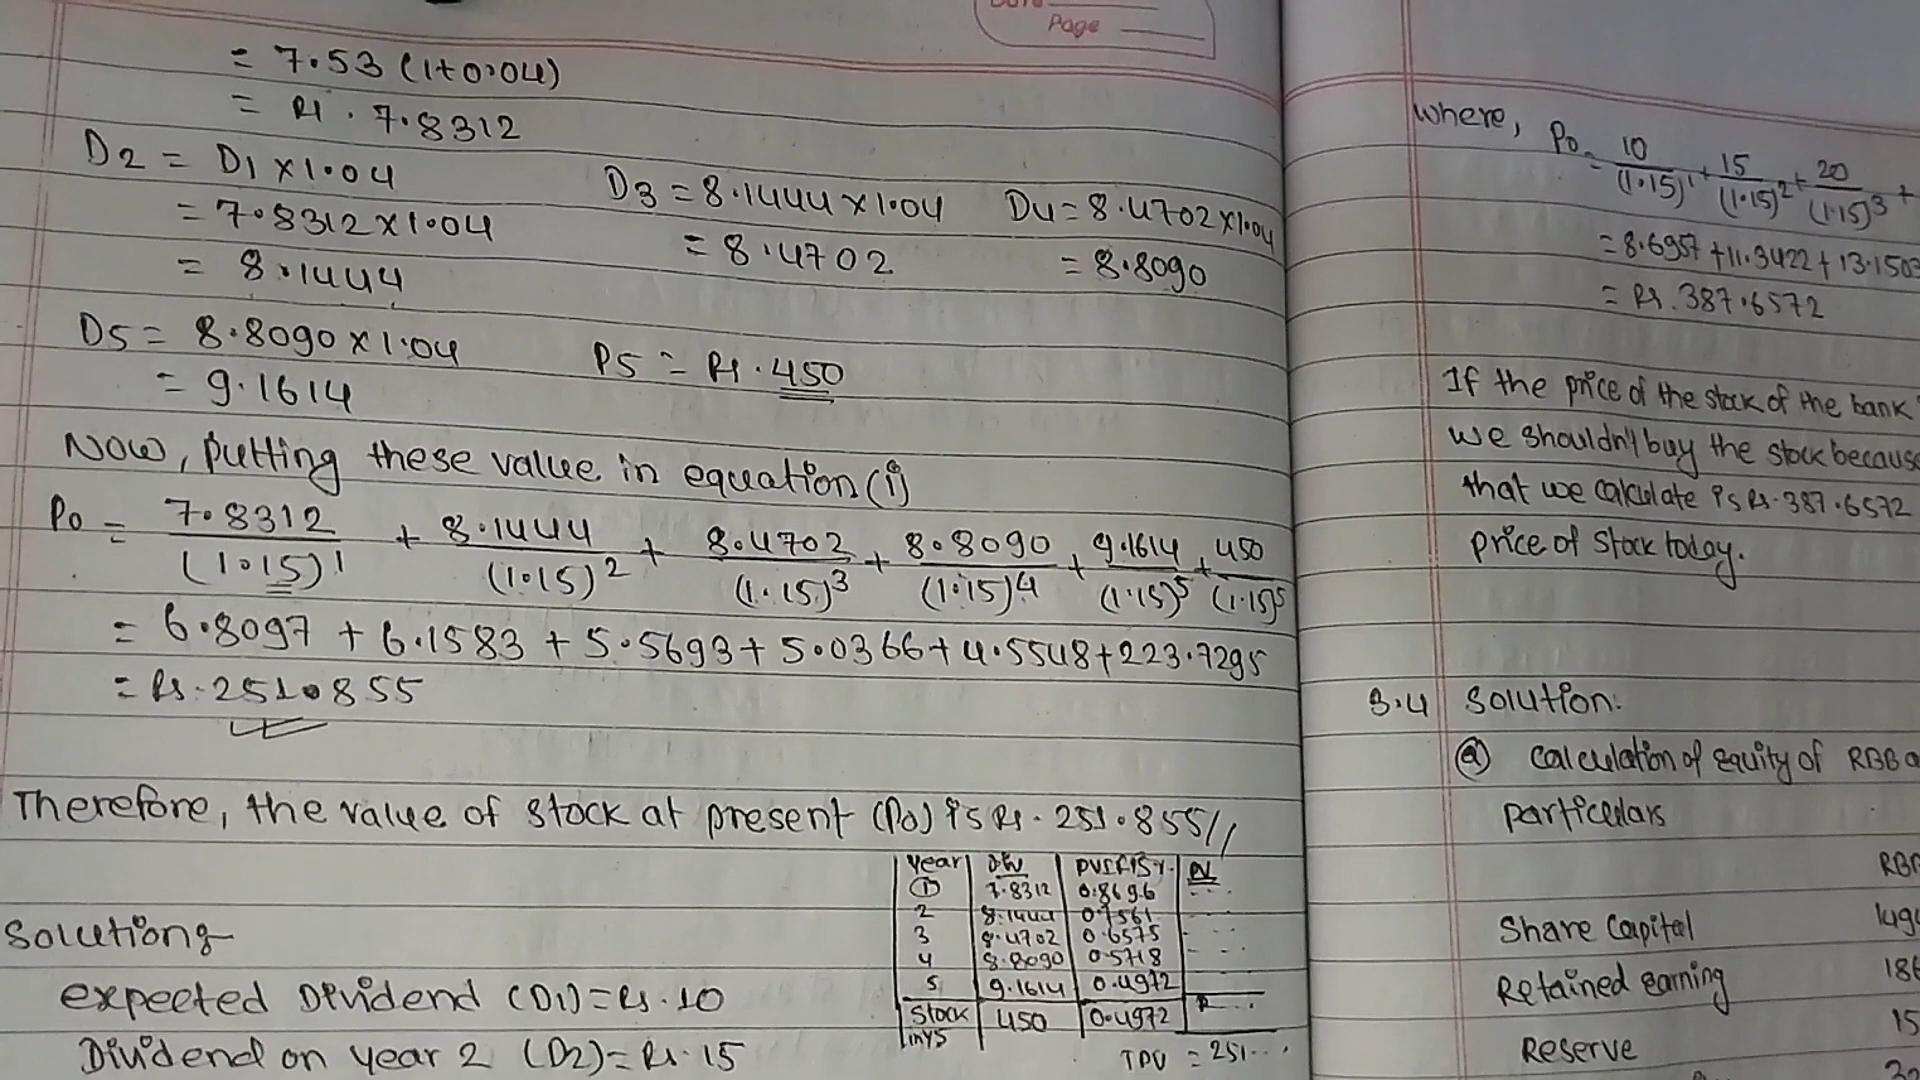 Page
= 7.53 (1+0.04)
= Rs. 7.8312
D2 = D1 x 1.04
= 7.8312 x 1.04
= 8.1444
D3 = 8.1444 x 1.04
= 8.4702
D4 = 8.4702 x 1.04
= 8.8090
D5 = 8.8090 x 1.04
= 9.1614
P5 = Rs. 450
Now, putting these value in equation (i)
Po = 7.8312/(1.15)^1 + 8.1444/(1.15)^2 + 8.4702/(1.15)^3 + 8.8090/(1.15)^4 + 9.1614/(1.15)^5 + 450/(1.15)^5
= 6.8097 + 6.1583 + 5.5693 + 5.0366 + 4.5548 + 223.7295
= Rs. 251.855
Therefore, the value of stock at present (Po) is Rs. 251.855//
Year Div PVIF15%. PV
1 7.8312 0.8696
2 8.1444 0.7561
3 8.4702 0.6575
4 8.8090 0.5718
5 9.1614 0.4972
Stock 450 0.4972
in Y5
TPV = 251...
Solution:
expected Dividend (D1) = Rs. 10
Dividend on year 2 (D2) = Rs. 15
where, Po = 10/(1.15)^1 + 15/(1.15)^2 + 20/(1.15)^3 +
= 8.6957 + 11.3422 + 13.1503
= Rs. 387.6572
If the price of the stock of the bank
we shouldn't buy the stock because
that we calculate is Rs. 387.6572
price of stock today.
3.4 Solution:
(a) calculation of equity of RBB
particulars
Share Capital
Retained earning
Reserve